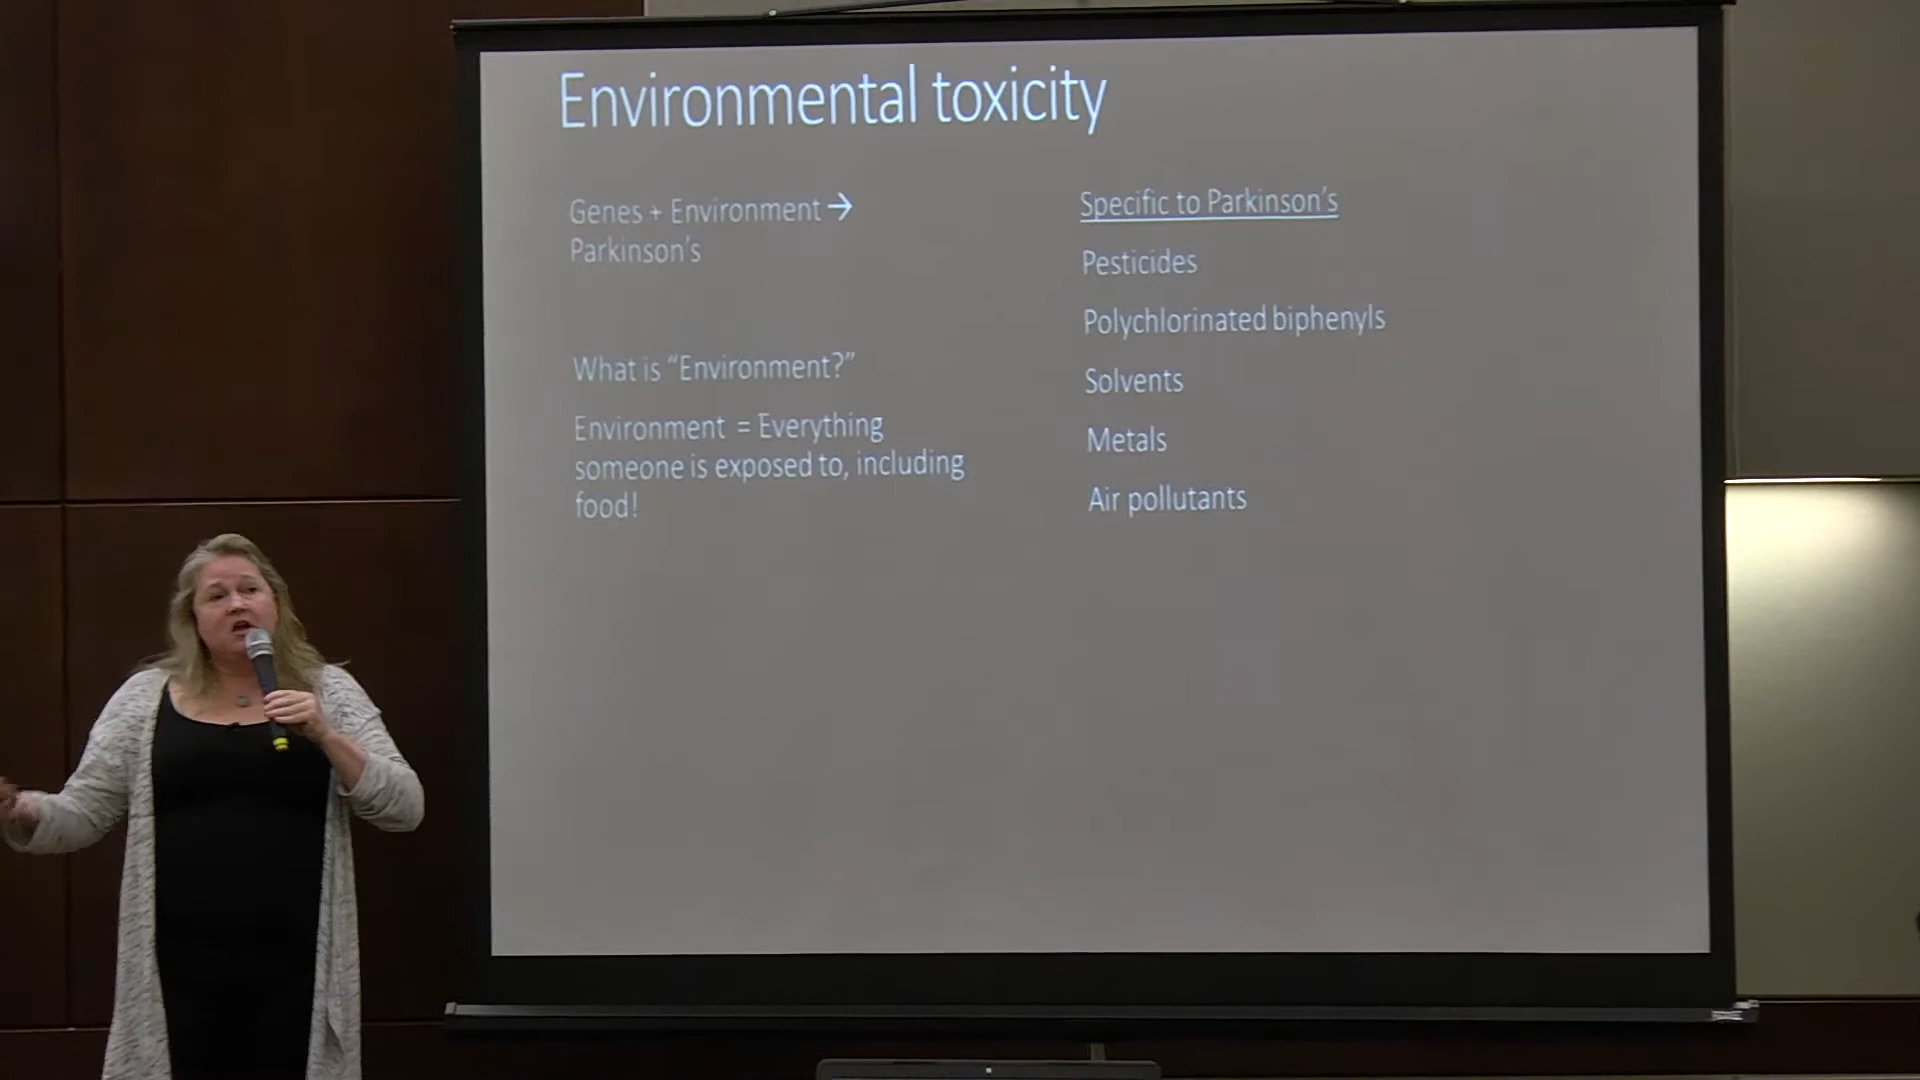 Environmental toxicity
Genes + Environment →
Parkinson's
What is “Environment?”
Environment = Everything
someone is exposed to, including
food!
Specific to Parkinson's
Pesticides
Polychlorinated biphenyls
Solvents
Metals
Air pollutants